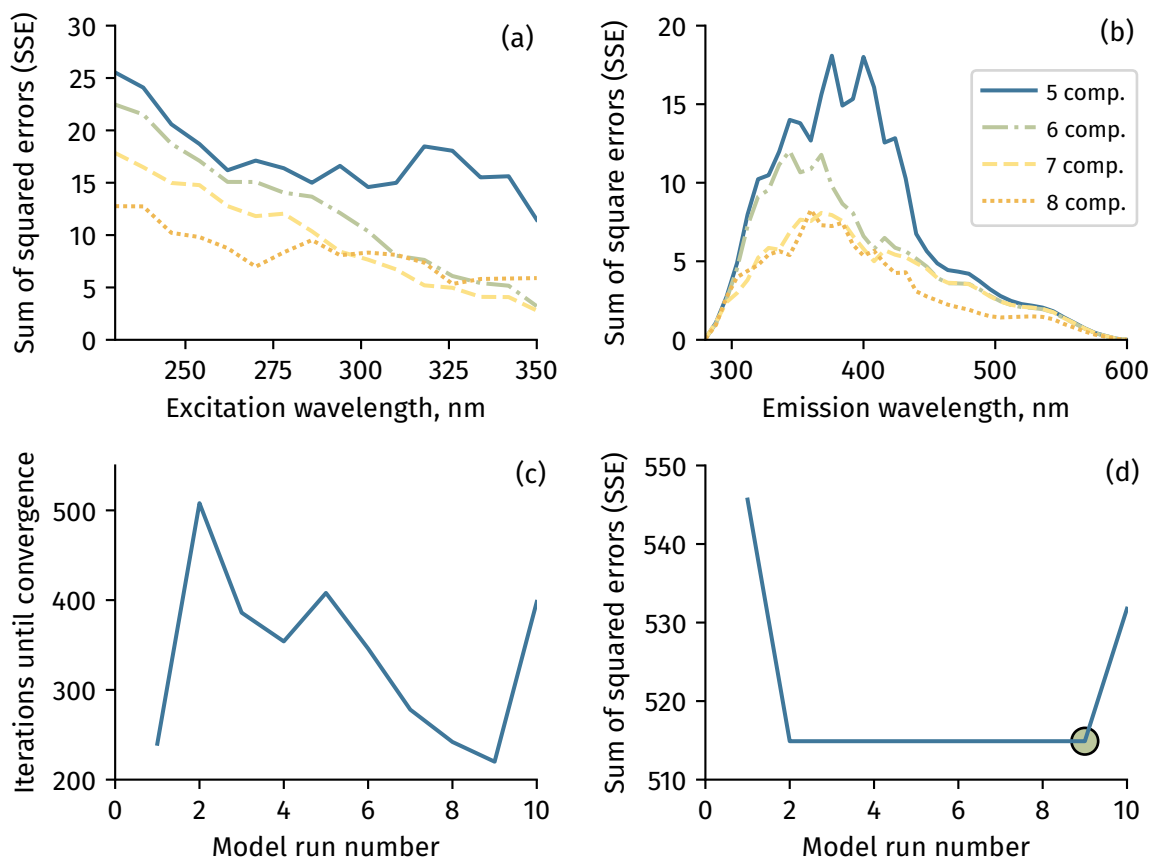 (a)
Sum of squared errors (SSE)
30
25
20
15
10
5
0
250
275
300
325
350
Excitation wavelength, nm
(b)
Sum of square errors (SSE)
20
15
10
5
0
300
400
500
600
Emission wavelength, nm
5 comp.
6 comp.
7 comp.
8 comp.
(c)
Iterations until convergence
500
400
300
200
0
2
4
6
8
10
Model run number
(d)
Sum of squared errors (SSE)
550
540
530
520
510
0
2
4
6
8
10
Model run number